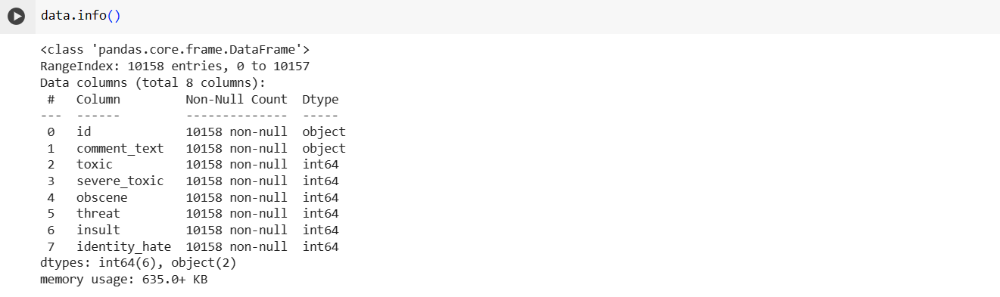 data.info()
<class 'pandas.core.frame.DataFrame'>
RangeIndex: 10158 entries, 0 to 10157
Data columns (total 8 columns):
 #   Column         Non-Null Count  Dtype
---  ------         --------------  -----
 0   id             10158 non-null  object
 1   comment_text   10158 non-null  object
 2   toxic          10158 non-null  int64
 3   severe_toxic   10158 non-null  int64
 4   obscene        10158 non-null  int64
 5   threat         10158 non-null  int64
 6   insult         10158 non-null  int64
 7   identity_hate  10158 non-null  int64
dtypes: int64(6), object(2)
memory usage: 635.0+ KB